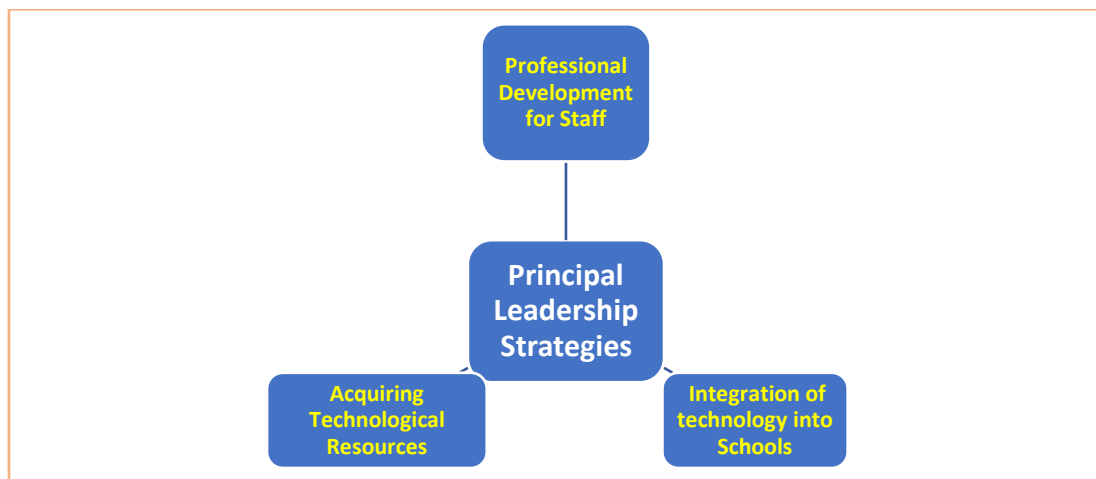 Professional
Development
for Staff
Principal
Leadership
Strategies
Acquiring
Technological
Resources
Integration of
technology into
Schools